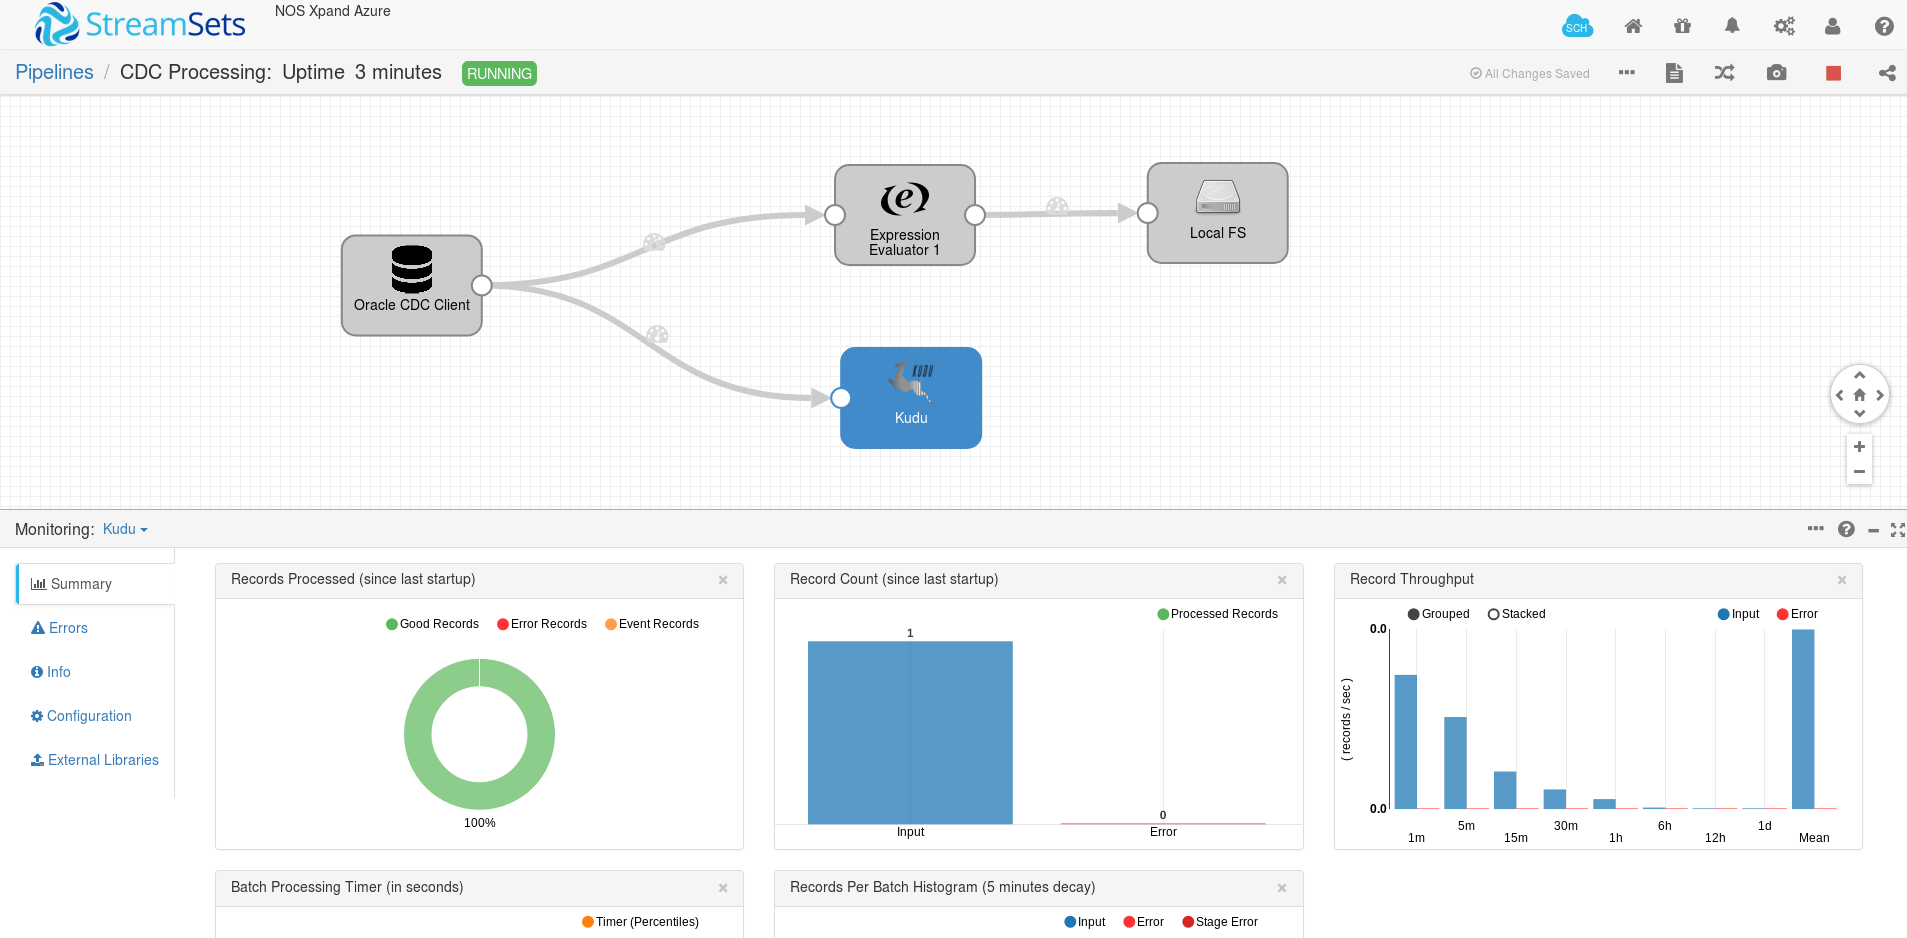 StreamSets
NOS Xpand Azure
SCH
Pipelines / CDC Processing: Uptime 3 minutes RUNNING
All Changes Saved
Oracle CDC Client
e
Expression
Evaluator 1
Local FS
KUDU
Kudu
Monitoring: Kudu
Summary
Errors
Info
Configuration
External Libraries
Records Processed (since last startup)
Good Records Error Records Event Records
100%
Record Count (since last startup)
Processed Records
1
0
Input Error
Record Throughput
Grouped Stacked Input Error
0.0
( records / sec )
0.0
1m 5m 15m 30m 1h 6h 12h 1d Mean
Batch Processing Timer (in seconds)
Timer (Percentiles)
Records Per Batch Histogram (5 minutes decay)
Input Error Stage Error